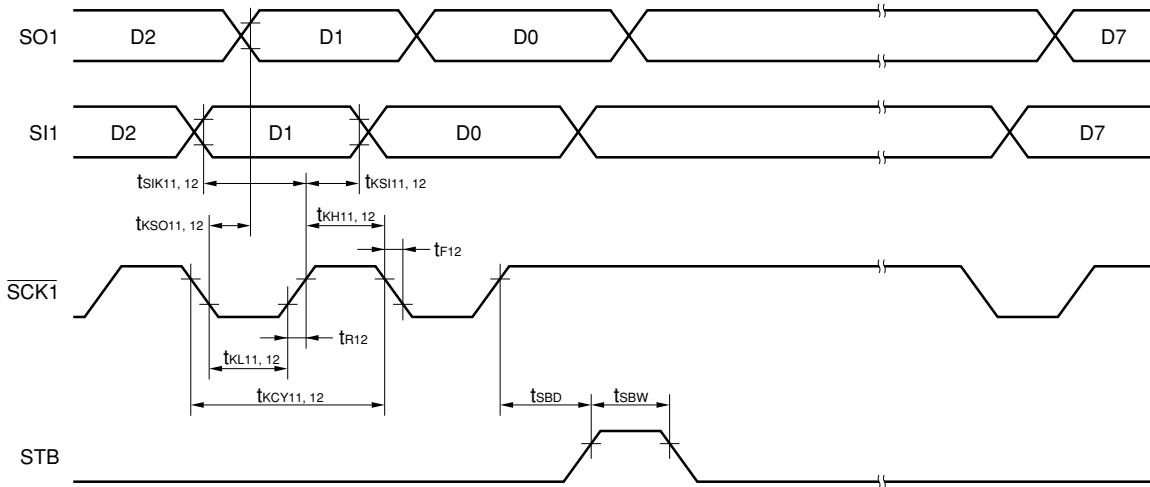 SO1 D2 D1 D0 D7
SI1 D2 D1 D0 D7
tSIK11, 12 tKSI11, 12
tKSO11, 12 tKH11, 12
tF12
SCK1
tR12
tKL11, 12
tKCY11, 12 tSBD tSBW
STB